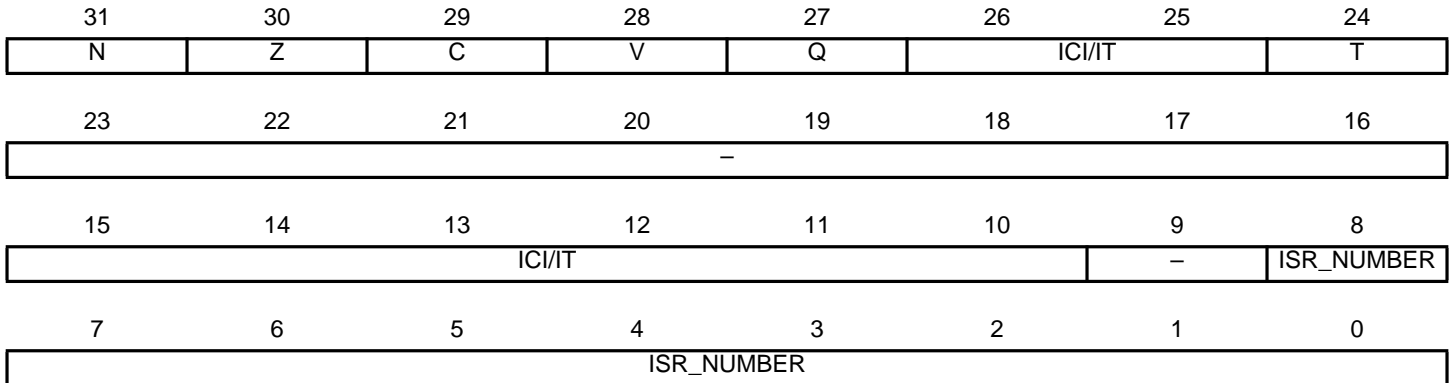 31 30 29 28 27 26 25 24
N Z C V Q ICI/IT T
23 22 21 20 19 18 17 16
–
15 14 13 12 11 10 9 8
ICI/IT – ISR_NUMBER
7 6 5 4 3 2 1 0
ISR_NUMBER